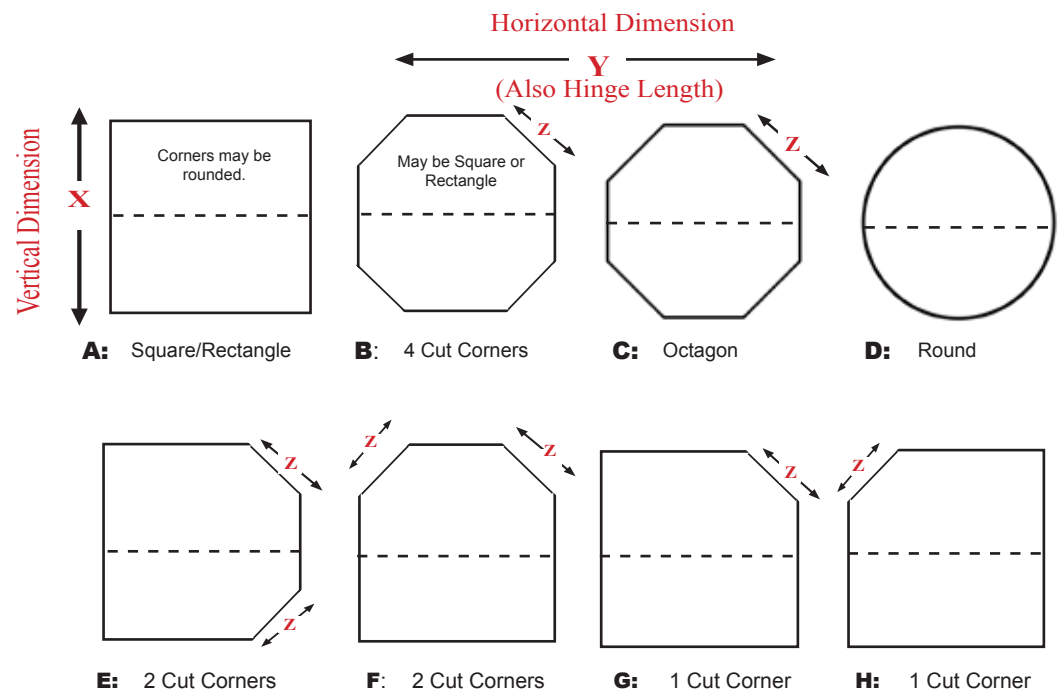 Horizontal Dimension
Y
(Also Hinge Length)
Vertical Dimension
X
Corners may be
rounded.
May be Square or
Rectangle
Z
Z
A: Square/Rectangle
B: 4 Cut Corners
C: Octagon
D: Round
Z
Z
Z
Z
Z
Z
E: 2 Cut Corners
F: 2 Cut Corners
G: 1 Cut Corner
H: 1 Cut Corner